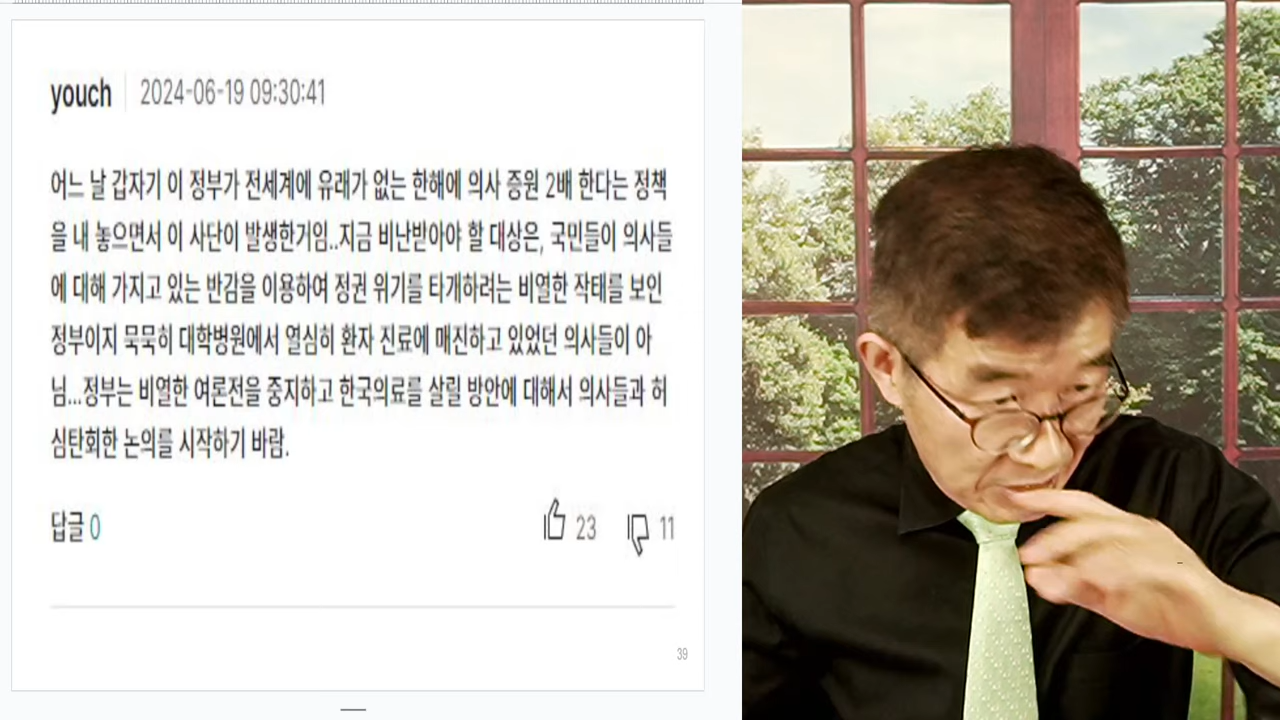 youch 2024-06-19 09:30:41
어느 날 갑자기 이 정부가 전세계에 유래가 없는 한해에 의사 증원 2배 한다는 정책
을 내 놓으면서 이 사단이 발생한거임..지금 비난받아야 할 대상은, 국민들이 의사들
에 대해 가지고 있는 반감을 이용하여 정권 위기를 타개하려는 비열한 작태를 보인
정부이지 묵묵히 대학병원에서 열심히 환자 진료에 매진하고 있었던 의사들이 아
님...정부는 비열한 여론전을 중지하고 한국의료를 살릴 방안에 대해서 의사들과 허
심탄회한 논의를 시작하기 바람.
답글 0 23 11
39